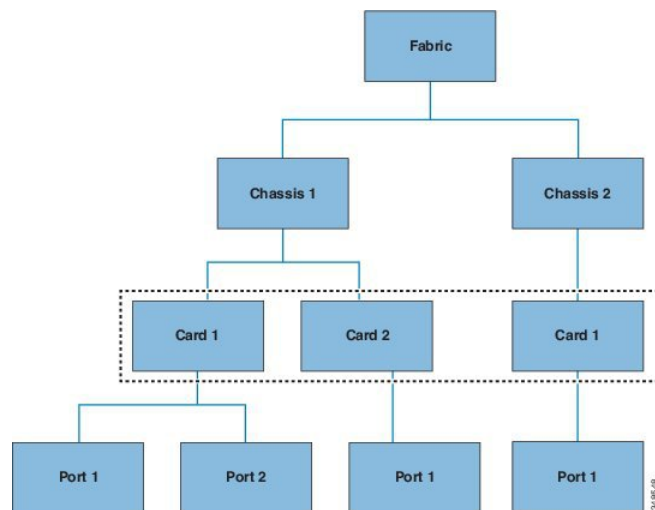 Fabric
Chassis 1
Chassis 2
Card 1
Card 2
Card 1
Port 1
Port 2
Port 1
Port 1